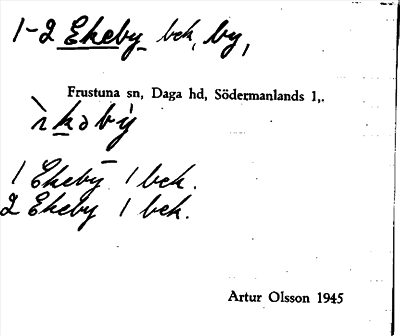 1-2 Ekeby bek, by,
Frustuna sn, Daga hd, Södermanlands l,.
ìkəbỳ
1 Ekeby 1 bek.
2 Ekeby 1 bek.
Artur Olsson 1945